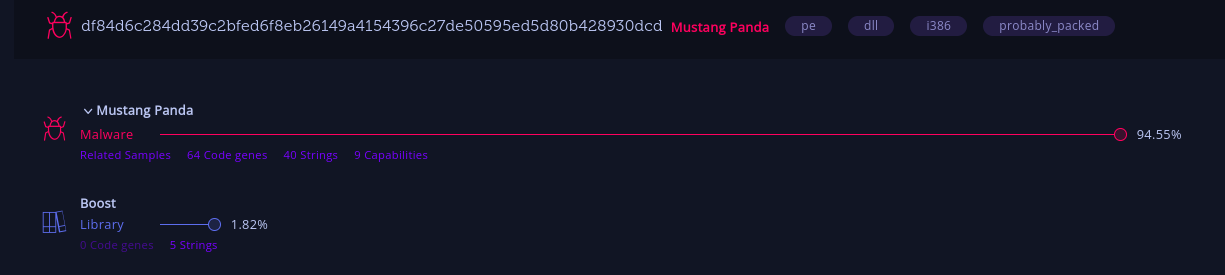 df84d6c284dd39c2bfed6f8eb26149a4154396c27de50595ed5d80b428930dcd Mustang Panda pe dll i386 probably_packed
Mustang Panda
Malware 94.55%
Related Samples 64 Code genes 40 Strings 9 Capabilities
Boost
Library 1.82%
0 Code genes 5 Strings